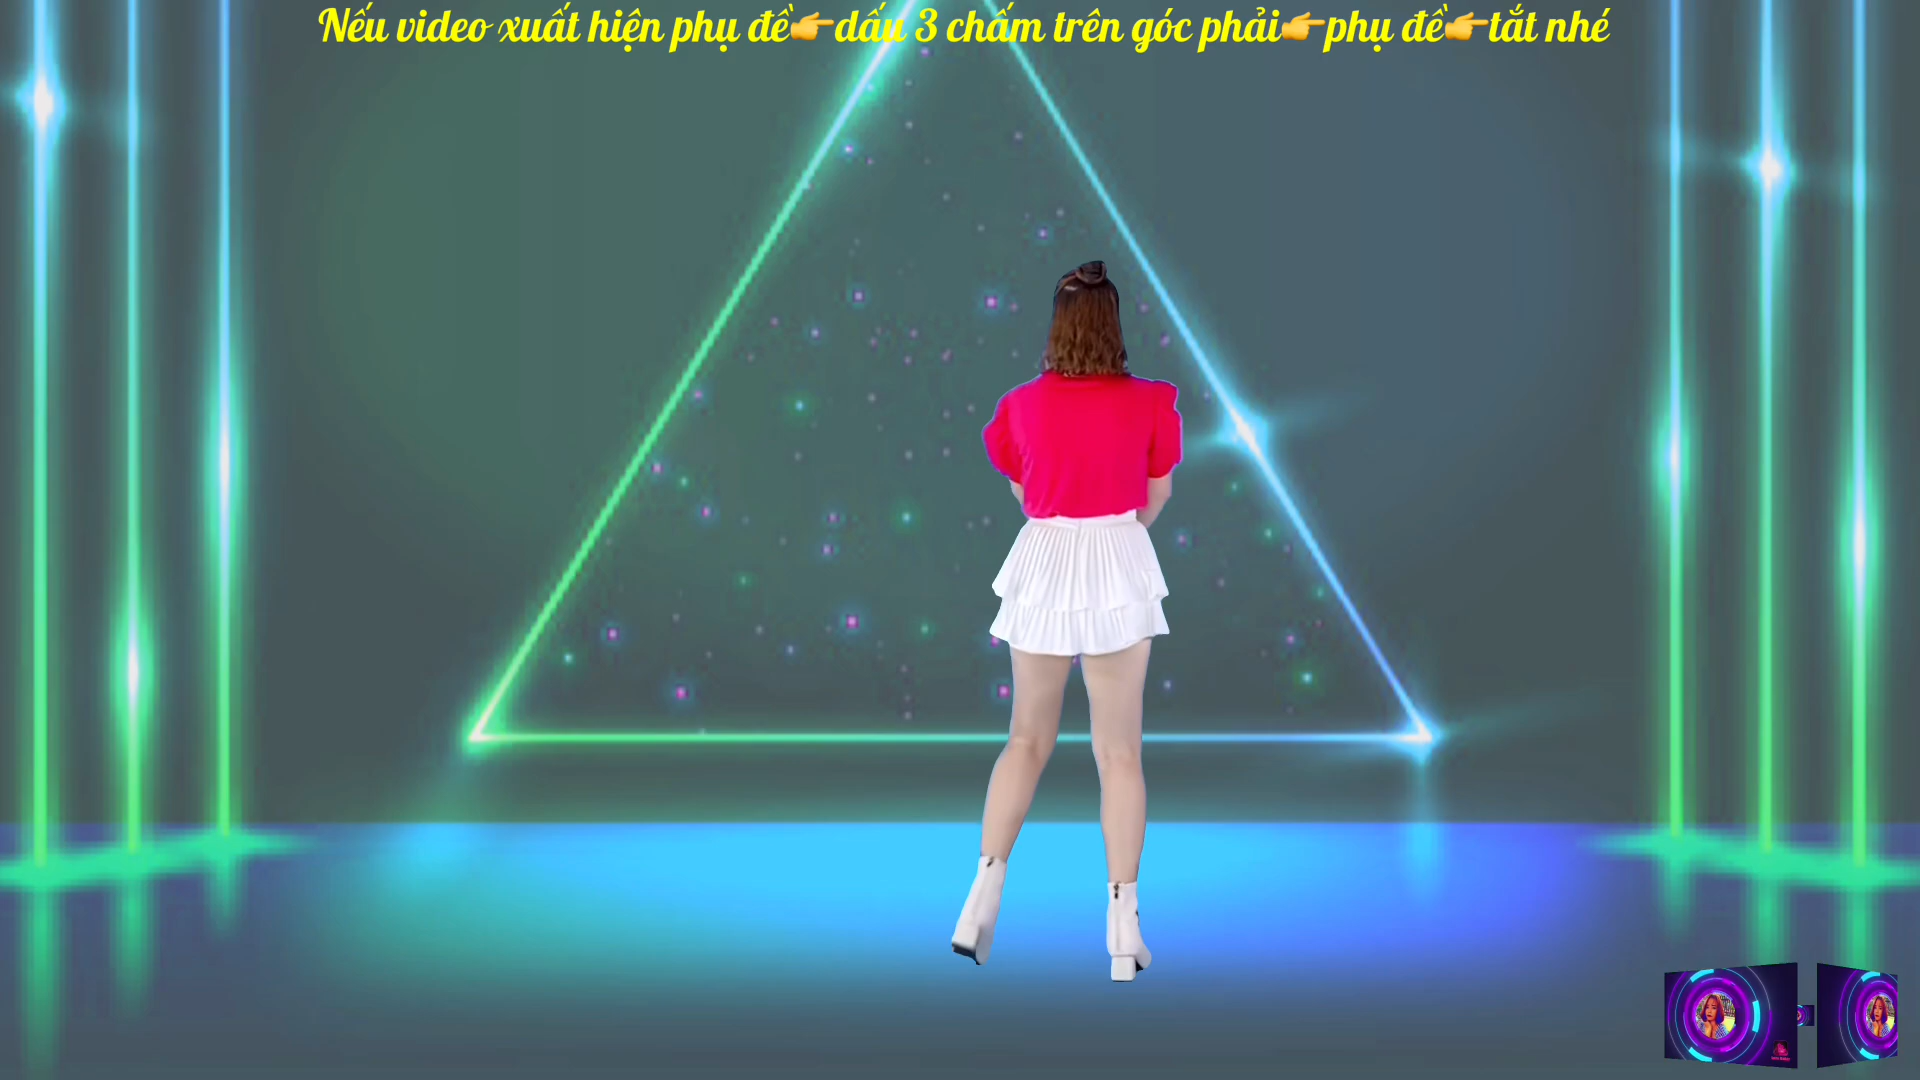 Nếu video xuất hiện phụ đề👉dấu 3 chấm trên góc phải👉phụ đề👉tắt nhé